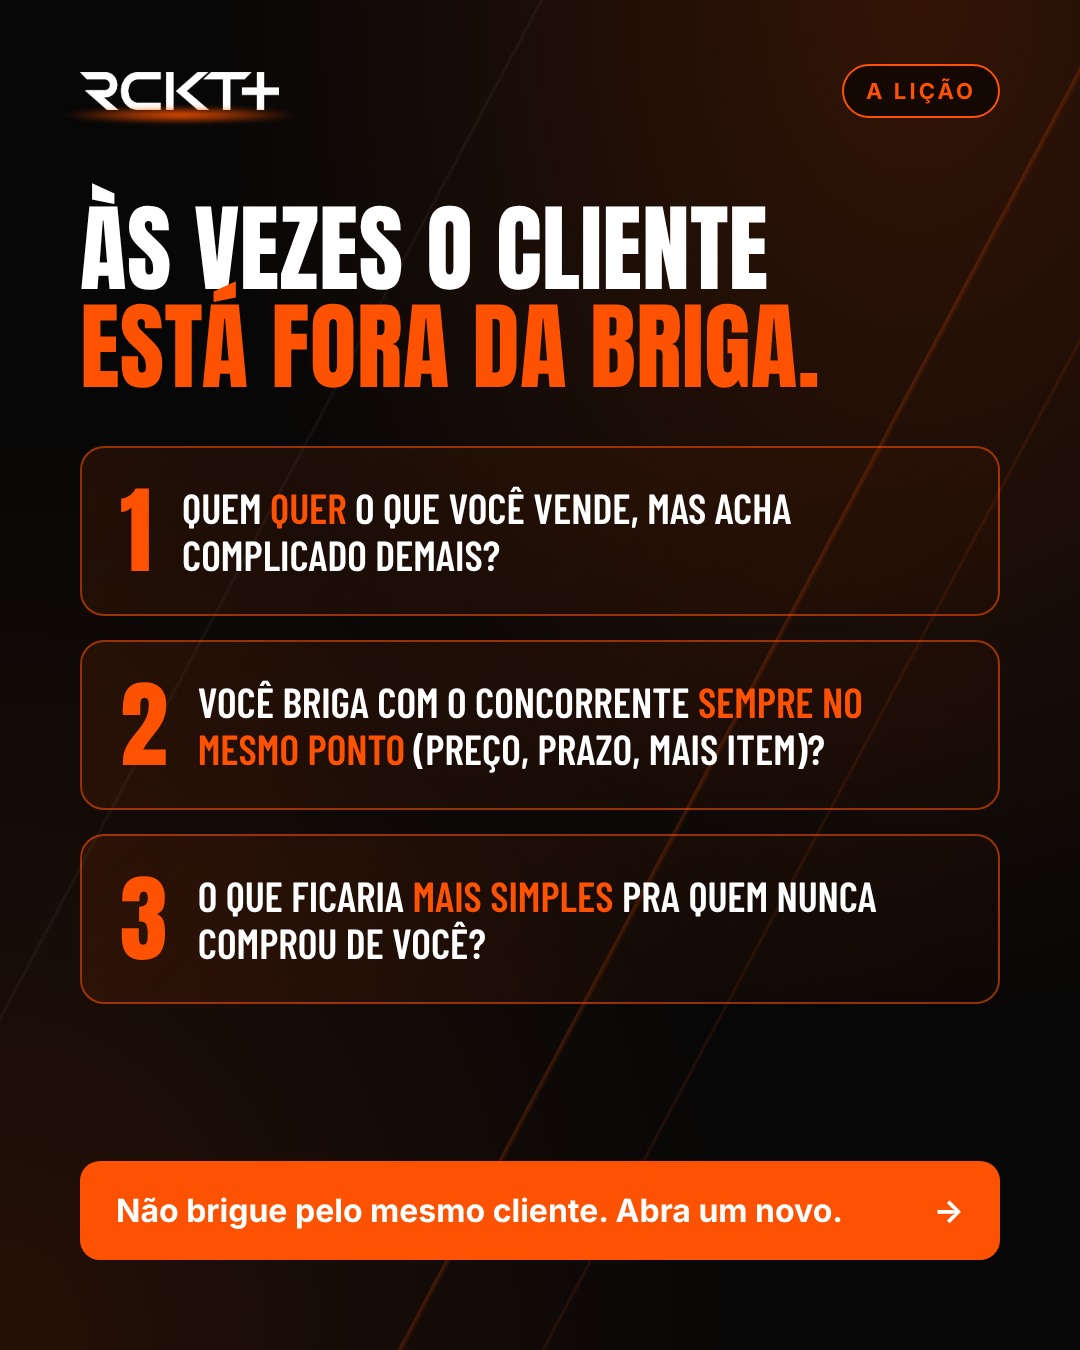 RCKT+
A LIÇÃO
ÀS VEZES O CLIENTE
ESTÁ FORA DA BRIGA.
1
QUEM QUER O QUE VOCÊ VENDE, MAS ACHA
COMPLICADO DEMAIS?
2
VOCÊ BRIGA COM O CONCORRENTE SEMPRE NO
MESMO PONTO (PREÇO, PRAZO, MAIS ITEM)?
3
O QUE FICARIA MAIS SIMPLES PRA QUEM NUNCA
COMPROU DE VOCÊ?
Não brigue pelo mesmo cliente. Abra um novo. →